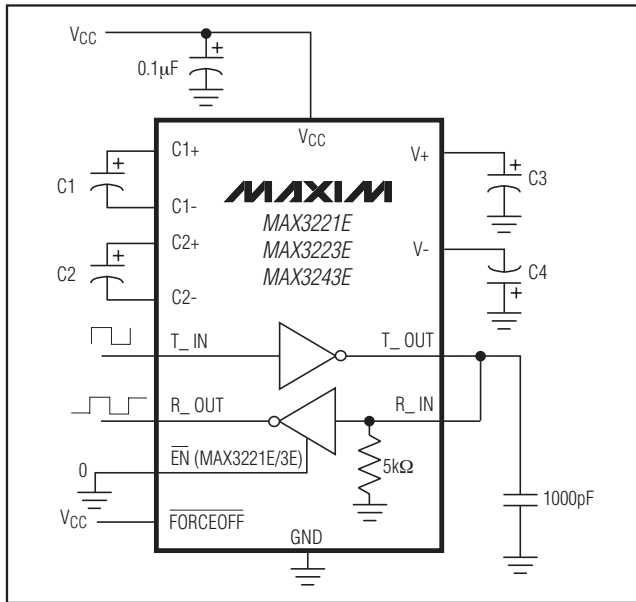 VCC
+
0.1µF
VCC
C1+
+
C1
C1-
C2+
+
C2
C2-
V+
+
C3
V-
C4
+
MAXIM
MAX3221E
MAX3223E
MAX3243E
T_ IN
T_ OUT
R_ OUT
R_ IN
5kΩ
0
EN (MAX3221E/3E)
1000pF
VCC
FORCEOFF
GND